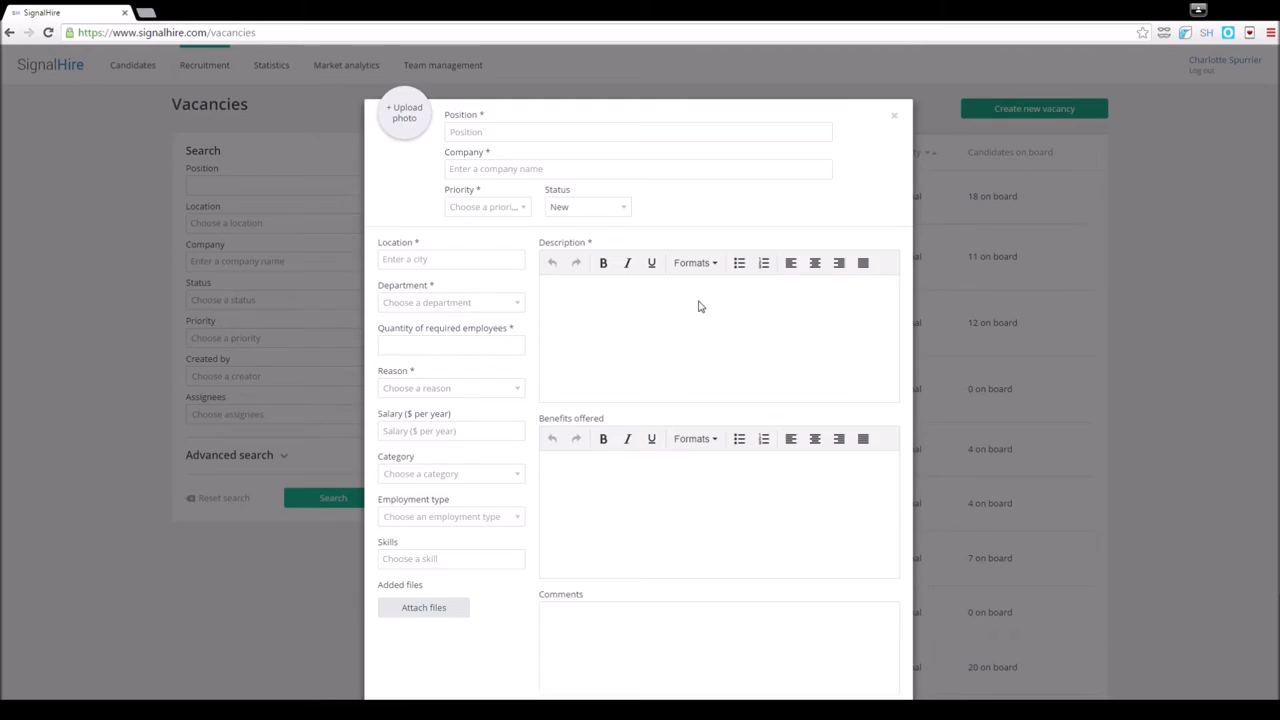 SignalHire
https://www.signalhire.com/vacancies
SH
SignalHire
Candidates
Recruitment
Statistics
Market analytics
Team management
Charlotte Spurrier
Log out
Vacancies
Create new vacancy
Search
Position
Location
Choose a location
Company
Enter a company name
Status
Choose a status
Priority
Choose a priority
Created by
Choose a creator
Assignees
Choose assignees
Advanced search
Reset search
Search
+ Upload
photo
Position *
Position
Company *
Enter a company name
Priority *
Status
Choose a priori...
New
Location *
Enter a city
Department *
Choose a department
Quantity of required employees *
Reason *
Choose a reason
Salary ($ per year)
Salary ($ per year)
Category
Choose a category
Employment type
Choose an employment type
Skills
Choose a skill
Added files
Attach files
Description *
B I U Formats
Benefits offered
B I U Formats
Comments
Candidates on board
18 on board
11 on board
12 on board
0 on board
4 on board
4 on board
7 on board
0 on board
20 on board